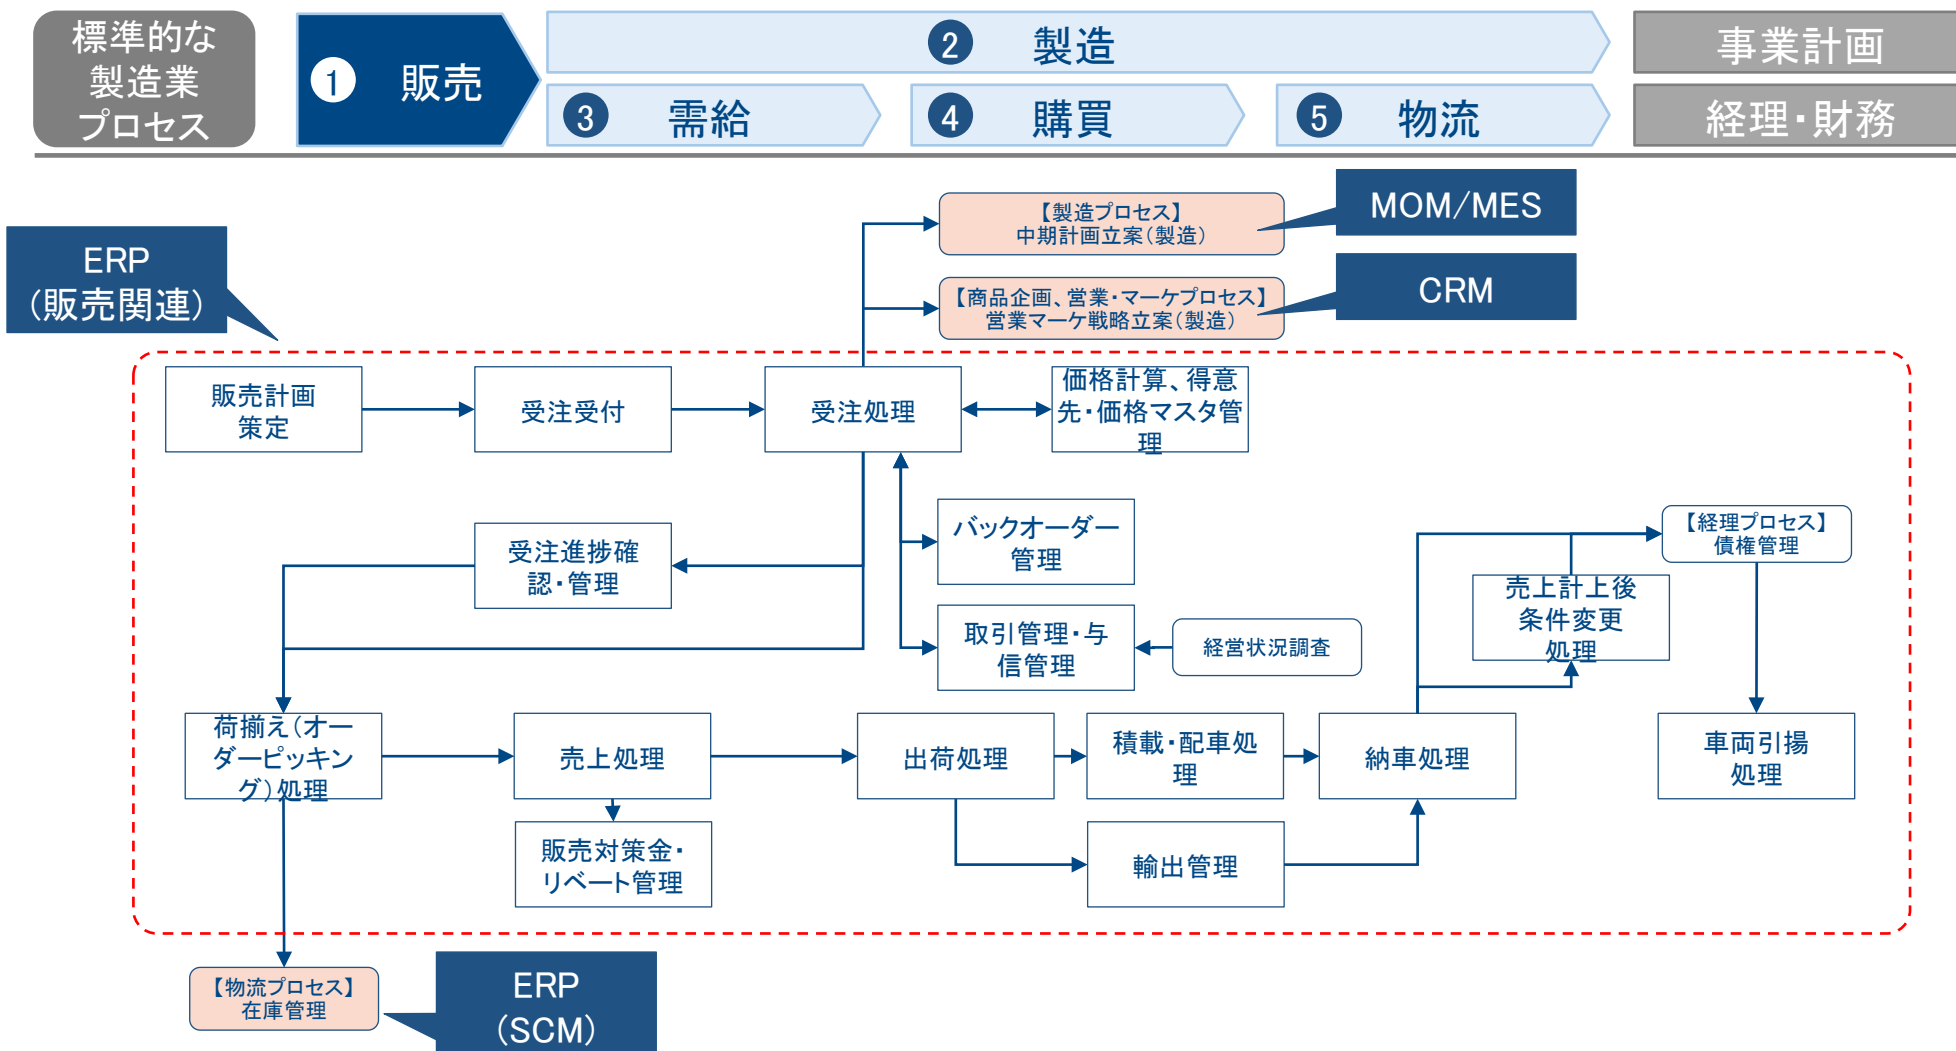 標準的な
製造業
プロセス
1 販売
2 製造
3 需給
4 購買
5 物流
事業計画
経理・財務
【製造プロセス】
中期計画立案（製造）
MOM/MES
【商品企画、営業・マーケプロセス】
営業マーケ戦略立案（製造）
CRM
ERP
（販売関連）
販売計画
策定
受注受付
受注処理
価格計算、得意
先・価格マスタ管
理
バックオーダー
管理
受注進捗確
認・管理
取引管理・与
信管理
経営状況調査
【経理プロセス】
債権管理
売上計上後
条件変更
処理
荷揃え（オー
ダーピッキン
グ）処理
売上処理
出荷処理
積載・配車処
理
納車処理
車両引揚
処理
販売対策金・
リベート管理
輸出管理
【物流プロセス】
在庫管理
ERP
（SCM）